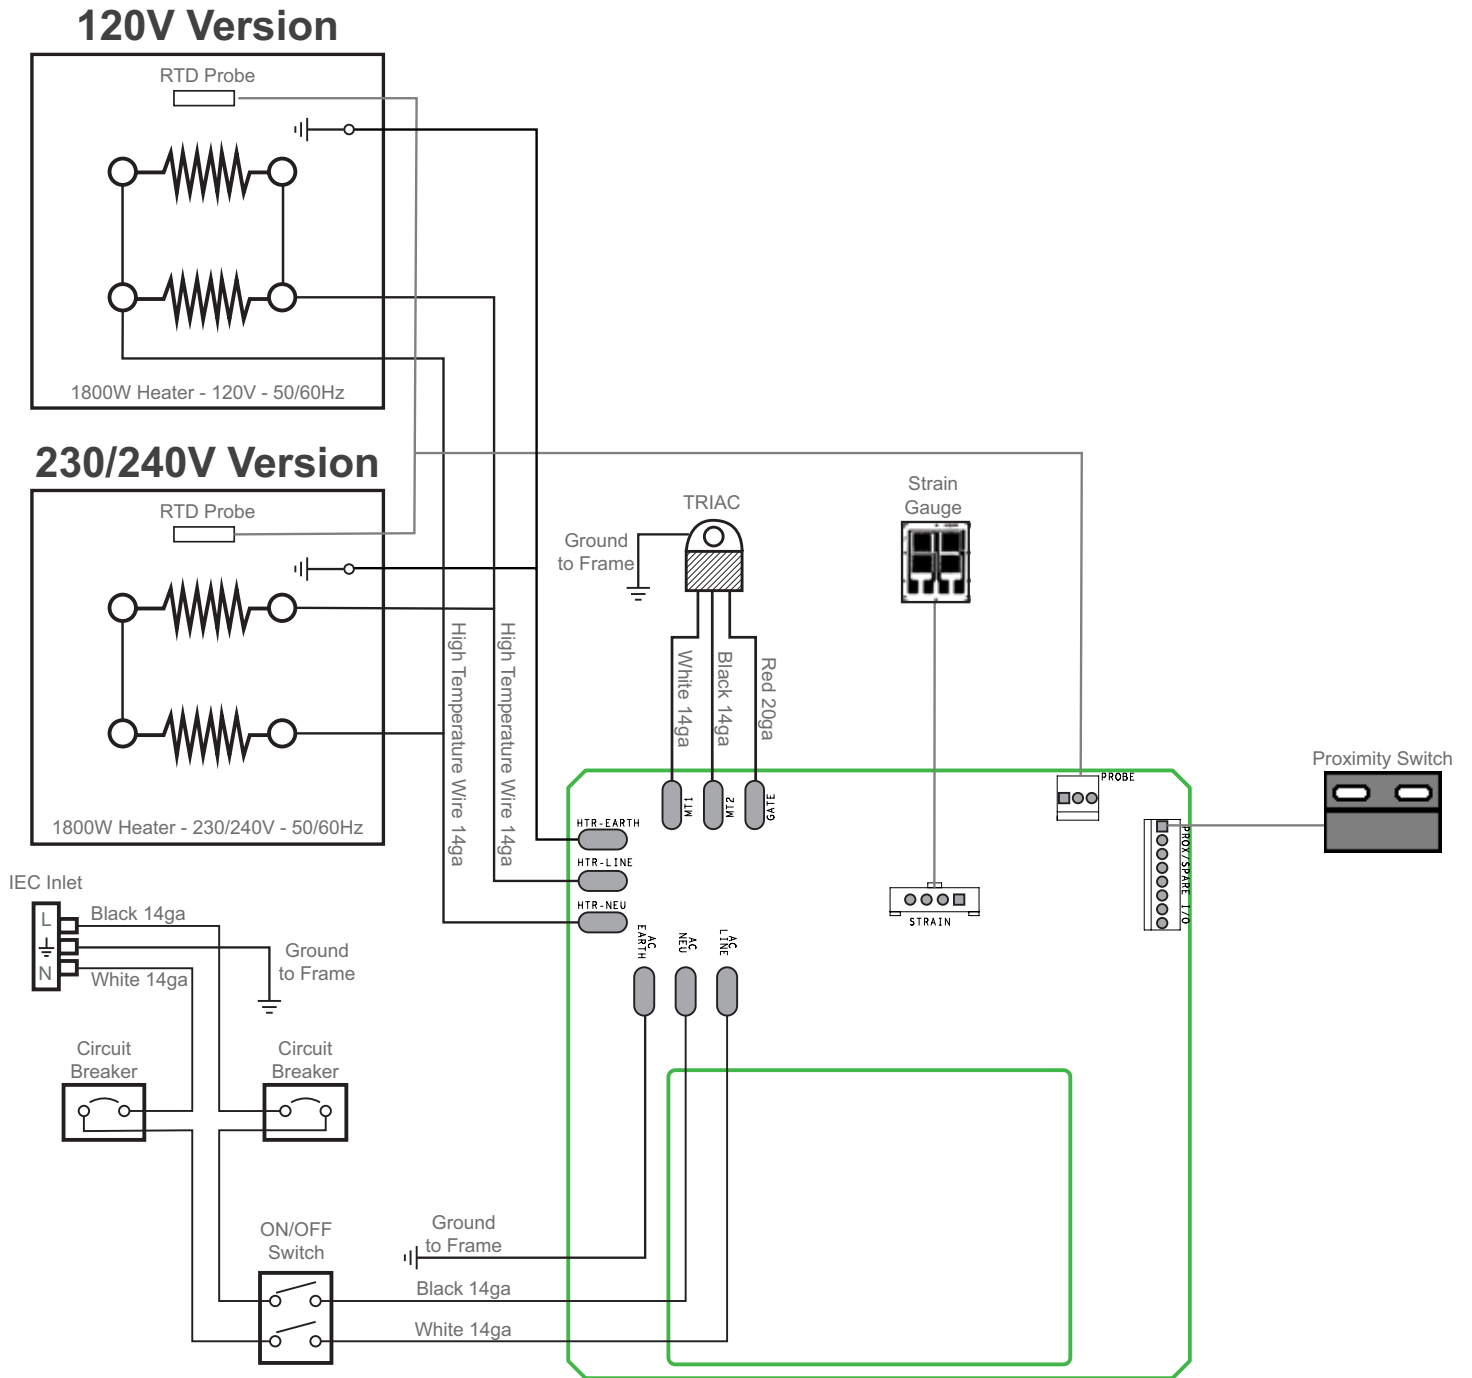 120V Version
RTD Probe
1800W Heater - 120V - 50/60Hz
230/240V Version
RTD Probe
1800W Heater - 230/240V - 50/60Hz
High Temperature Wire 14ga
High Temperature Wire 14ga
TRIAC
Ground
to Frame
White 14ga
Black 14ga
Red 20ga
Strain
Gauge
Proximity Switch
MT1
MT2
GATE
PROBE
PROX/SPARE I/O
HTR-EARTH
HTR-LINE
HTR-NEU
STRAIN
AC
EARTH
AC
NEU
AC
LINE
IEC Inlet
L
N
Black 14ga
White 14ga
Ground
to Frame
Circuit
Breaker
Circuit
Breaker
ON/OFF
Switch
Ground
to Frame
Black 14ga
White 14ga